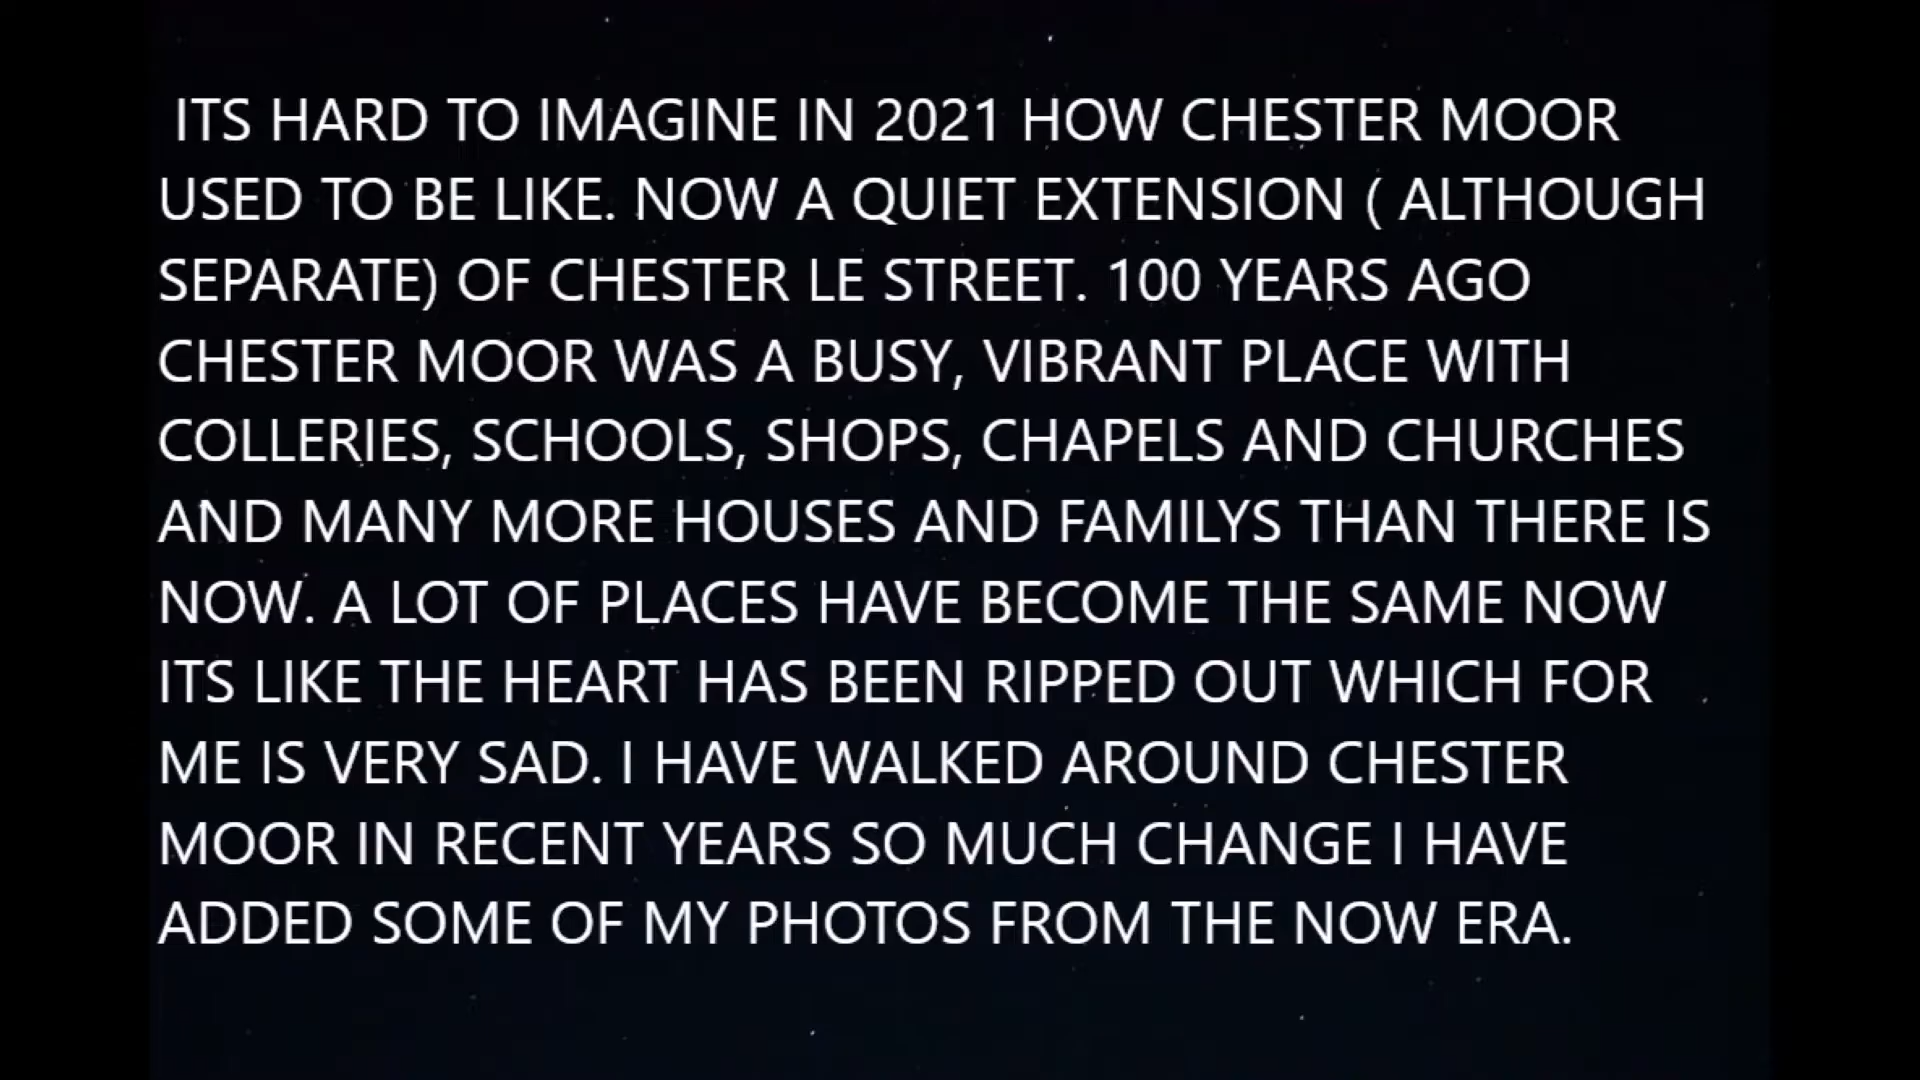 ITS HARD TO IMAGINE IN 2021 HOW CHESTER MOOR
USED TO BE LIKE. NOW A QUIET EXTENSION ( ALTHOUGH
SEPARATE) OF CHESTER LE STREET. 100 YEARS AGO
CHESTER MOOR WAS A BUSY, VIBRANT PLACE WITH
COLLERIES, SCHOOLS, SHOPS, CHAPELS AND CHURCHES
AND MANY MORE HOUSES AND FAMILYS THAN THERE IS
NOW. A LOT OF PLACES HAVE BECOME THE SAME NOW
ITS LIKE THE HEART HAS BEEN RIPPED OUT WHICH FOR
ME IS VERY SAD. I HAVE WALKED AROUND CHESTER
MOOR IN RECENT YEARS SO MUCH CHANGE I HAVE
ADDED SOME OF MY PHOTOS FROM THE NOW ERA.